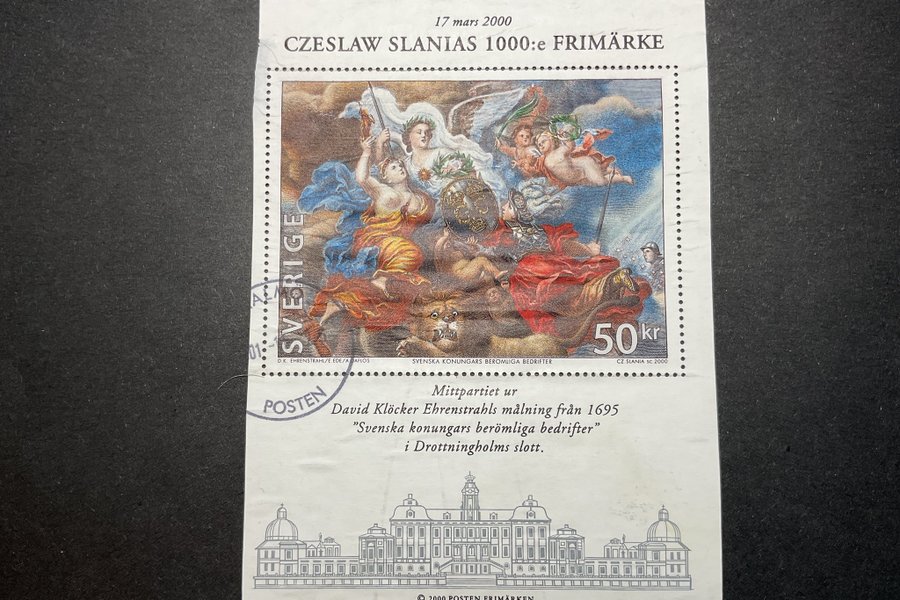 17 mars 2000
CZESLAW SLANIAS 1000:e FRIMÄRKE
SVERIGE
50 kr
D.K. EHRENSTRAHL/E.EDE/A.JAFLÖS
SVENSKA KONUNGARS BERÖMLIGA BEDRIFTER
CZ SLANIA sc. 2000
POSTEN
Mittpartiet ur
David Klöcker Ehrenstrahls målning från 1695
"Svenska konungars berömliga bedrifter"
i Drottningholms slott.
© 2000 POSTEN FRIMÄRKEN